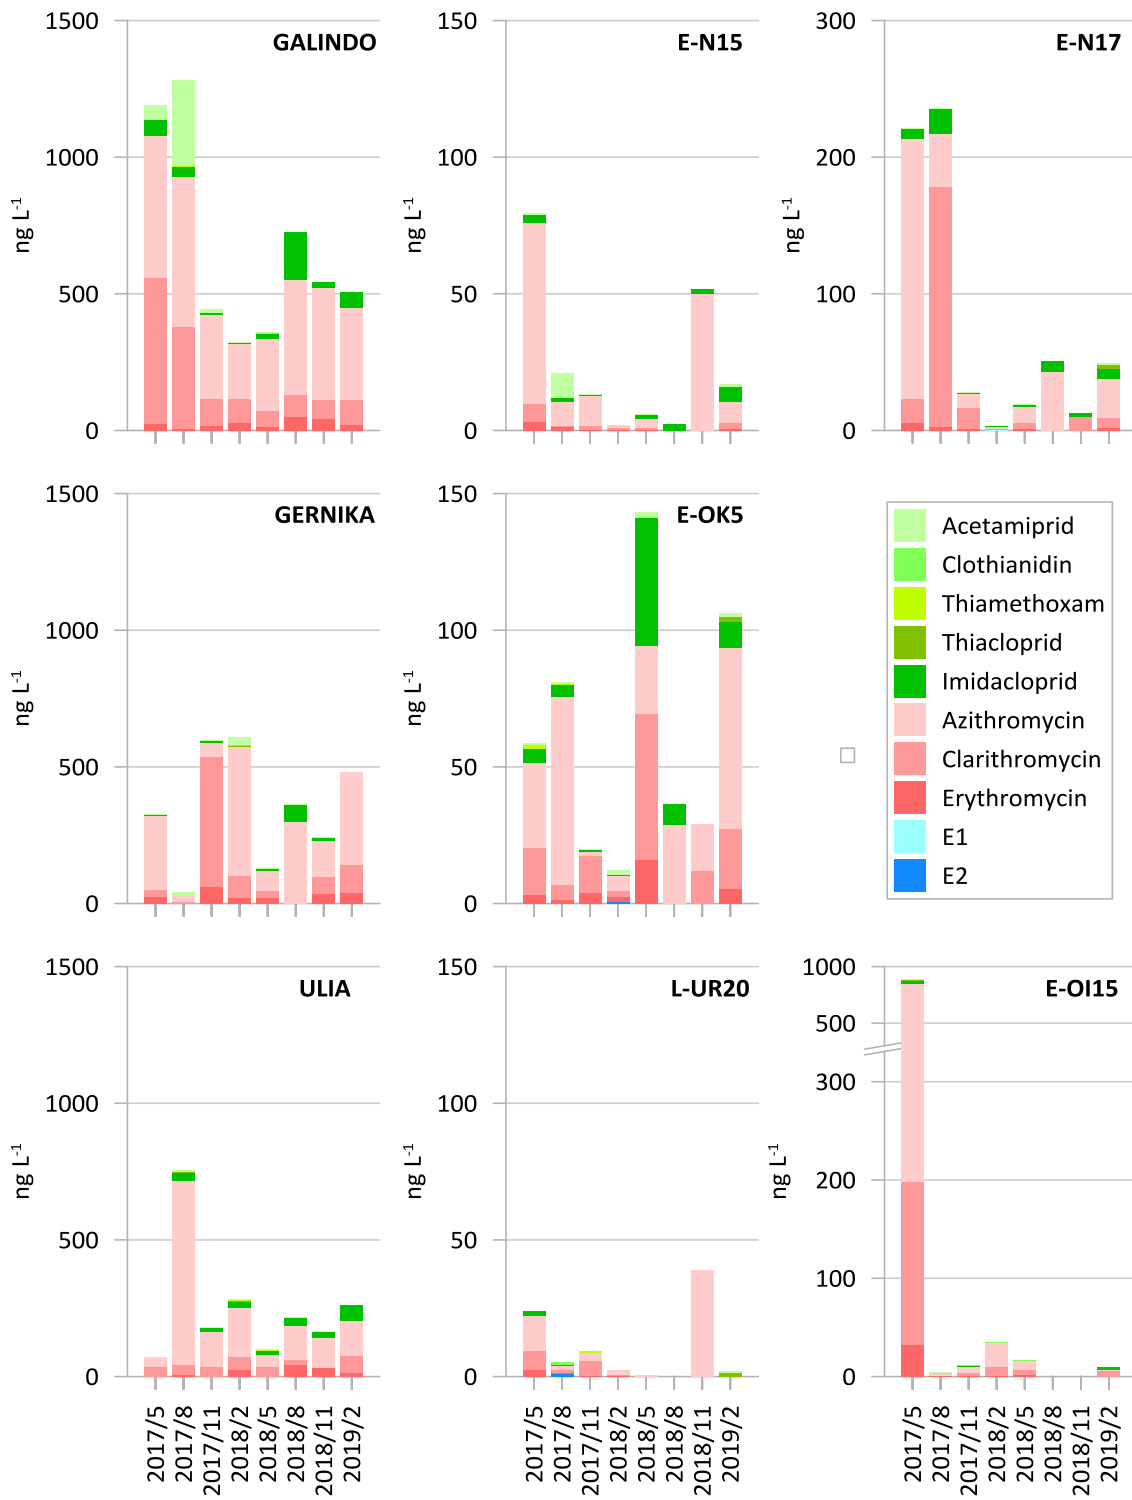 GALINDO
1500
1000
500
0
ng L⁻¹
E-N15
150
100
50
0
ng L⁻¹
E-N17
300
200
100
0
ng L⁻¹
GERNIKA
1500
1000
500
0
ng L⁻¹
E-OK5
150
100
50
0
ng L⁻¹
Acetamiprid
Clothianidin
Thiamethoxam
Thiacloprid
Imidacloprid
Azithromycin
Clarithromycin
Erythromycin
E1
E2
ULIA
1500
1000
500
0
ng L⁻¹
2017/5
2017/8
2017/11
2018/2
2018/5
2018/8
2018/11
2019/2
L-UR20
150
100
50
0
ng L⁻¹
2017/5
2017/8
2017/11
2018/2
2018/5
2018/8
2018/11
2019/2
E-OI15
1000
500
300
200
100
0
ng L⁻¹
2017/5
2017/8
2017/11
2018/2
2018/5
2018/8
2018/11
2019/2